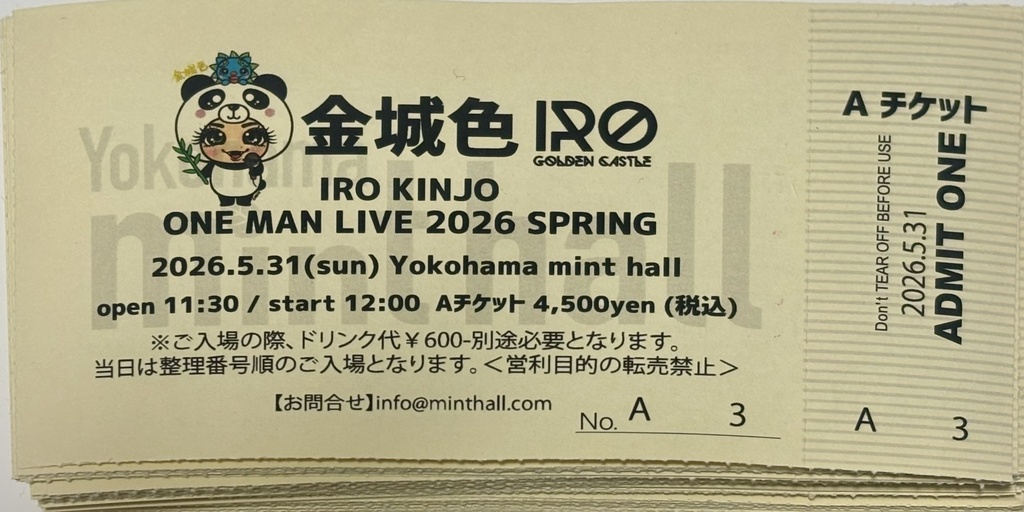 金城色
金城色 IRO
GOLDEN CASTLE
IRO KINJO
ONE MAN LIVE 2026 SPRING
2026.5.31(sun) Yokohama mint hall
open 11:30 / start 12:00 Aチケット 4,500yen (税込)
※ご入場の際、ドリンク代￥600-別途必要となります。
当日は整理番号順のご入場となります。＜営利目的の転売禁止＞
【お問合せ】info@minthall.com
No. A 3
Yokohama
mint hall
A チケット
Don't TEAR OFF BEFORE USE
2026.5.31
ADMIT ONE
A 3